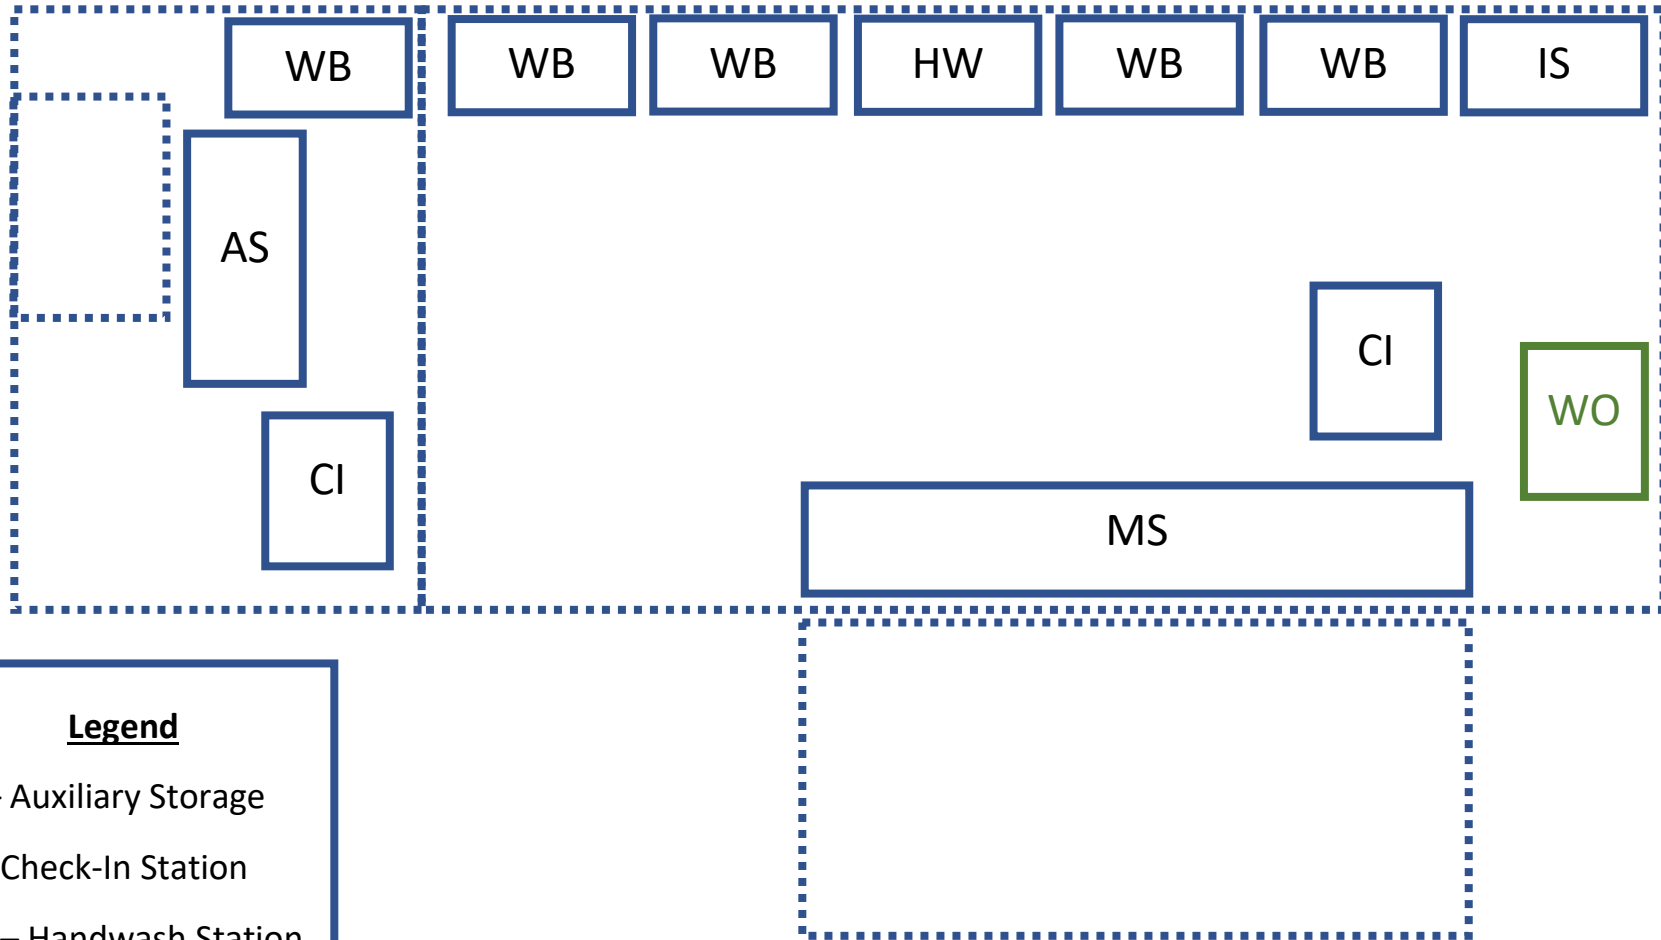 WB
WB
WB
HW
WB
WB
IS
AS
CI
CI
WO
MS
Legend
- Auxiliary Storage
Check-In Station
– Handwash Station